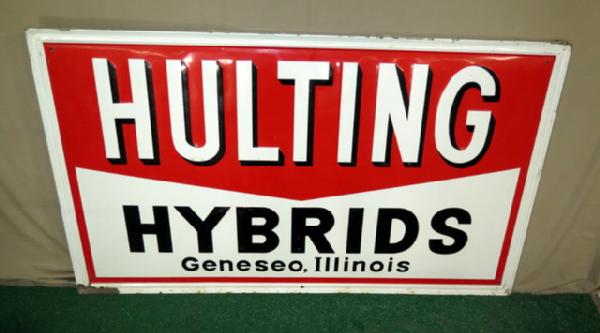 HULTING
HYBRIDS
Geneseo, Illinois